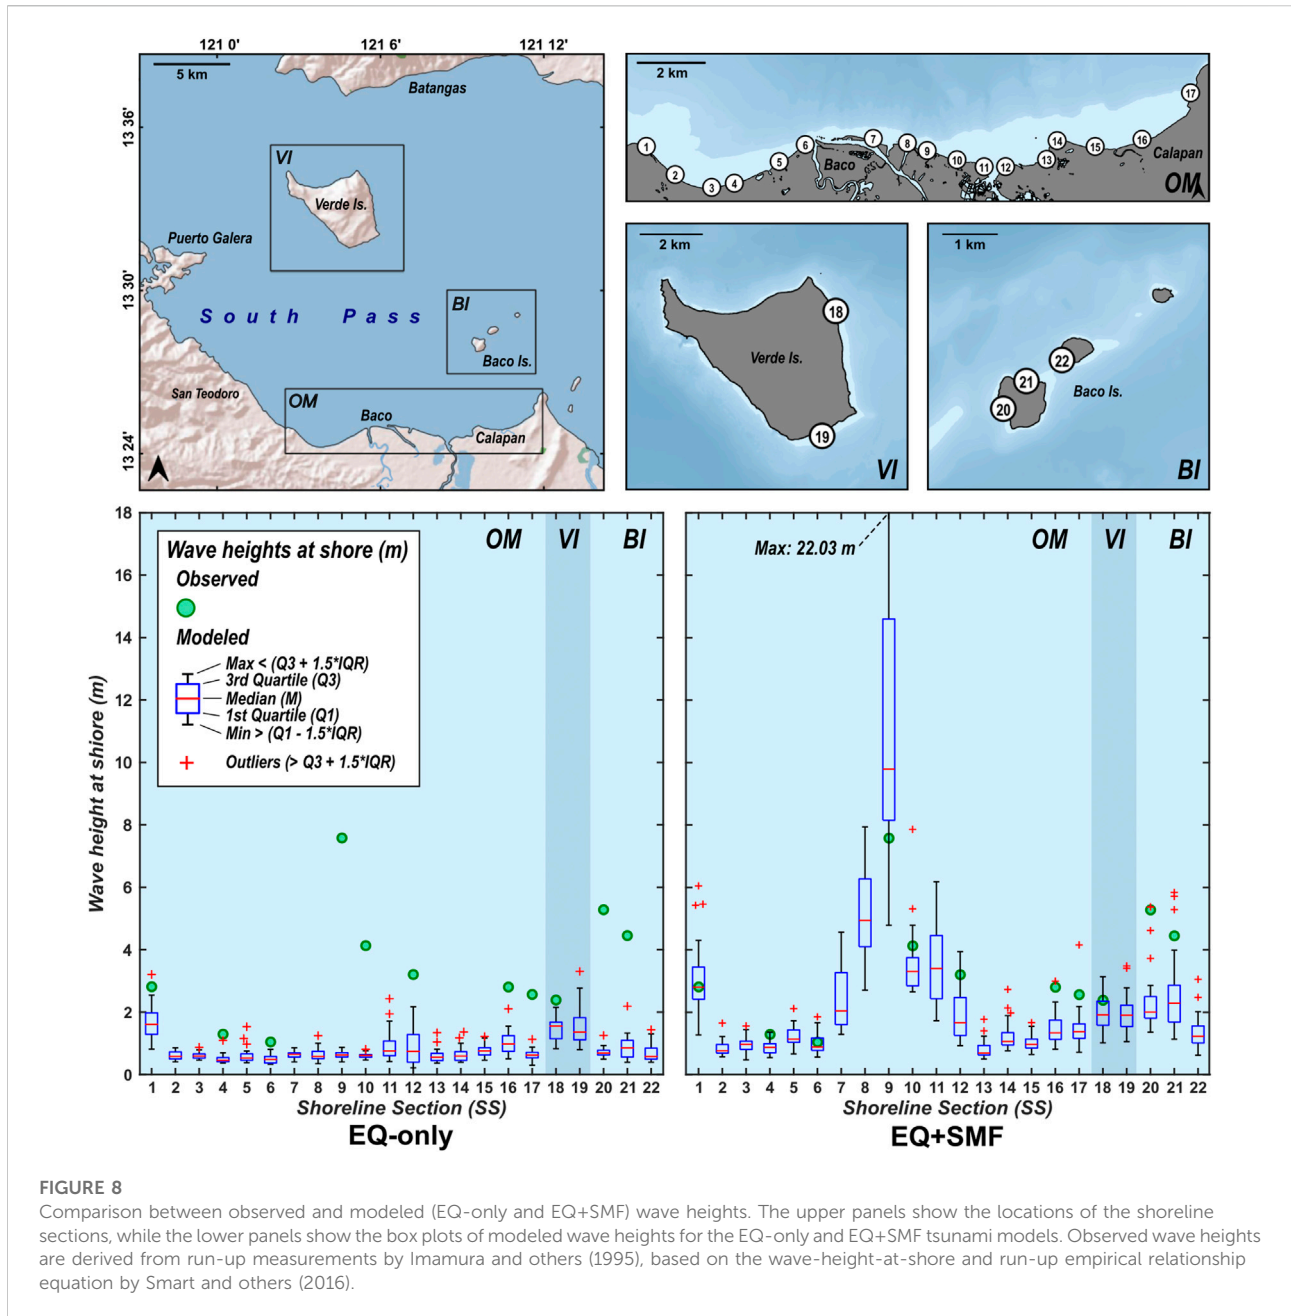 121 0'
121 6'
121 12'
5 km
Batangas
13 36'
VI
Verde Is.
Puerto Galera
13 30'
South Pass
BI
Baco Is.
San Teodoro
OM
Baco
Calapan
13 24'
2 km
1
2
3
4
5
6
7
8
9
10
11
12
13
14
15
16
17
Baco
Calapan
OM
2 km
18
Verde Is.
19
VI
1 km
22
21
20
Baco Is.
BI
18
16
14
12
10
8
6
4
2
0
Wave height at shiore (m)
Wave heights at shore (m)
Observed
Modeled
Max < (Q3 + 1.5*IQR)
3rd Quartile (Q3)
Median (M)
1st Quartile (Q1)
Min > (Q1 - 1.5*IQR)
Outliers (> Q3 + 1.5*IQR)
OM
VI
BI
1 2 3 4 5 6 7 8 9 10 11 12 13 14 15 16 17 18 19 20 21 22
Shoreline Section (SS)
EQ-only
Max: 22.03 m
OM
VI
BI
1 2 3 4 5 6 7 8 9 10 11 12 13 14 15 16 17 18 19 20 21 22
Shoreline Section (SS)
EQ+SMF
FIGURE 8
Comparison between observed and modeled (EQ-only and EQ+SMF) wave heights. The upper panels show the locations of the shoreline
sections, while the lower panels show the box plots of modeled wave heights for the EQ-only and EQ+SMF tsunami models. Observed wave heights
are derived from run-up measurements by Imamura and others (1995), based on the wave-height-at-shore and run-up empirical relationship
equation by Smart and others (2016).